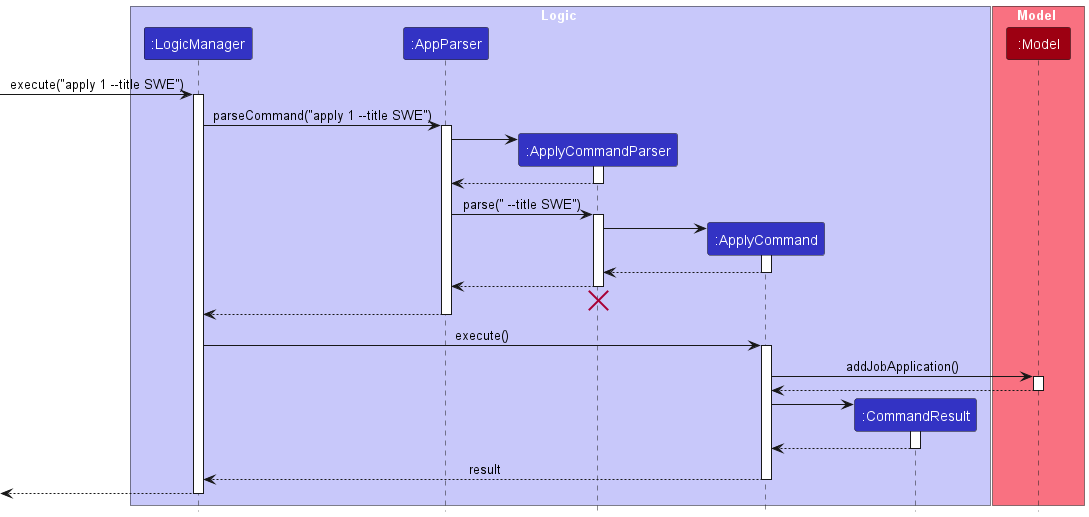 Logic
Model
:LogicManager
:AppParser
:Model
execute("apply 1 --title SWE")
parseCommand("apply 1 --title SWE")
:ApplyCommandParser
parse(" --title SWE")
:ApplyCommand
execute()
addJobApplication()
:CommandResult
result